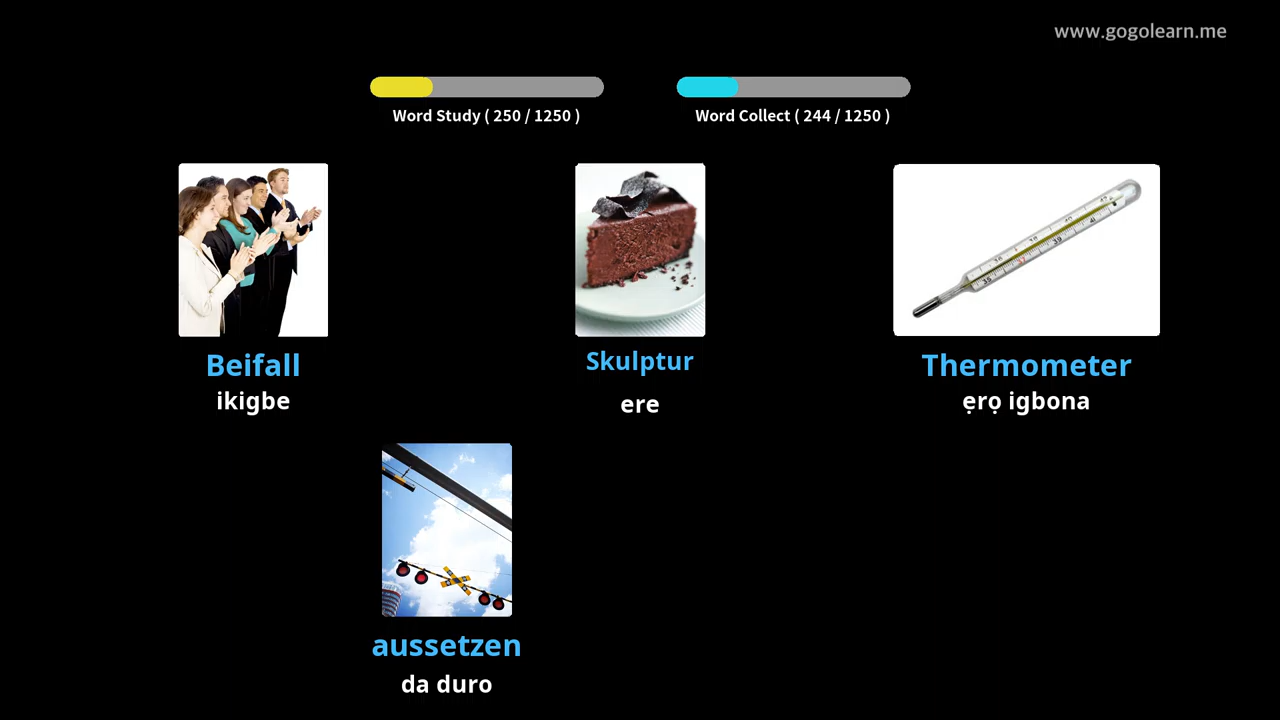 www.gogolearn.me
Word Study ( 250 / 1250 )
Word Collect ( 244 / 1250 )
Beifall
ikigbe
Skulptur
ere
Thermometer
ẹrọ igbona
aussetzen
da duro